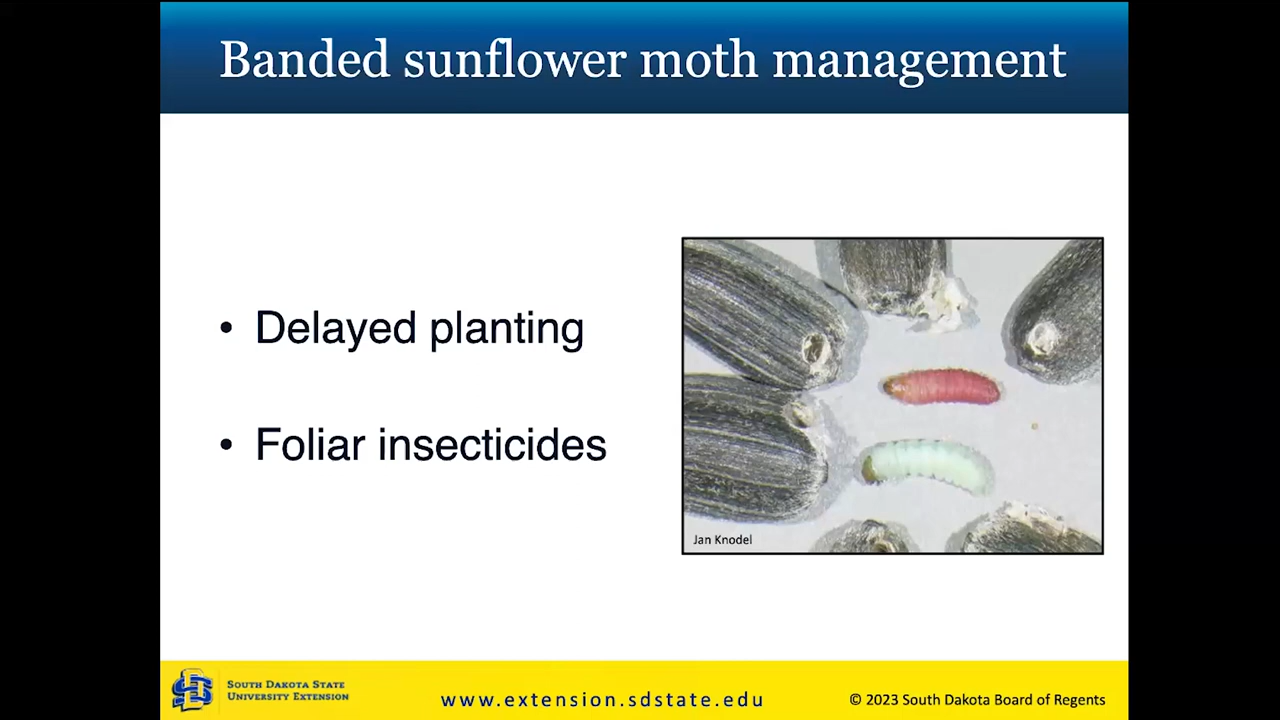 Banded sunflower moth management
• Delayed planting
• Foliar insecticides
Jan Knodel
SOUTH DAKOTA STATE
UNIVERSITY EXTENSION
www.extension.sdstate.edu
© 2023 South Dakota Board of Regents